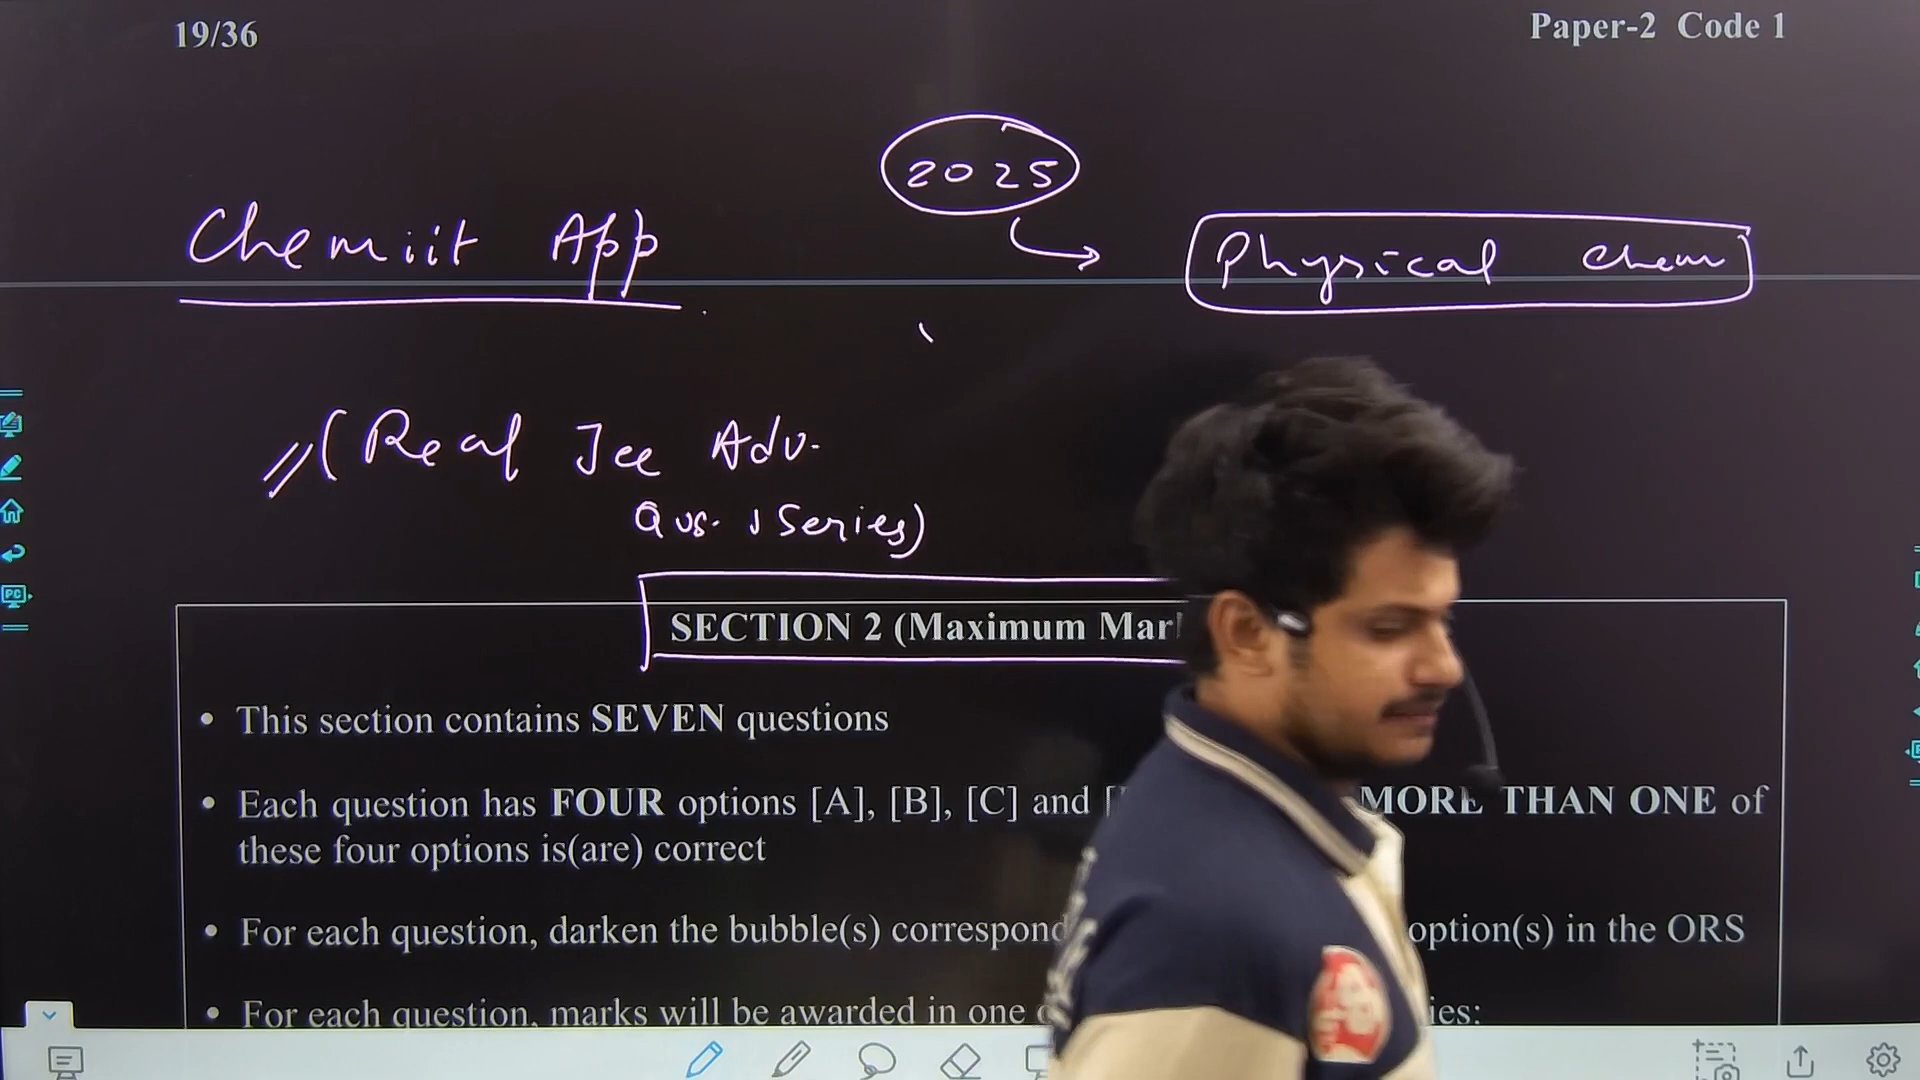 19/36
Paper-2 Code 1
2025
Chemiit App
Physical Chem
(Real Jee Adv.
Qus. Series)
SECTION 2 (Maximum Mar
• This section contains SEVEN questions
• Each question has FOUR options [A], [B], [C] and [ MORE THAN ONE of
these four options is(are) correct
• For each question, darken the bubble(s) correspond option(s) in the ORS
• For each question, marks will be awarded in one ies:
PC